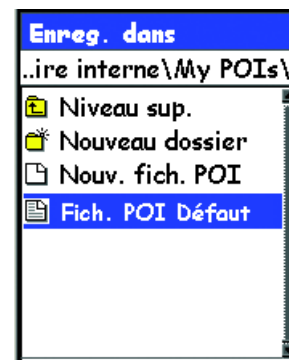 Enreg. dans
..ire interne\My POIs\
Niveau sup.
Nouveau dossier
Nouv. fich. POI
Fich. POI Défaut